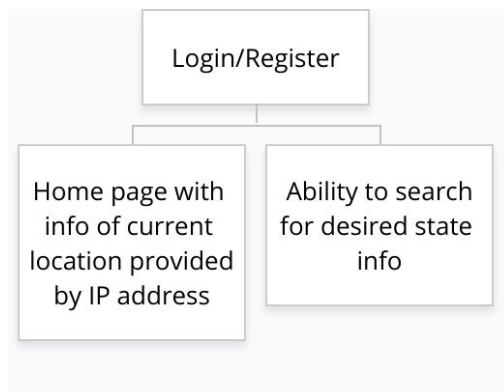 Login/Register
Home page with
info of current
location provided
by IP address
Ability to search
for desired state
info